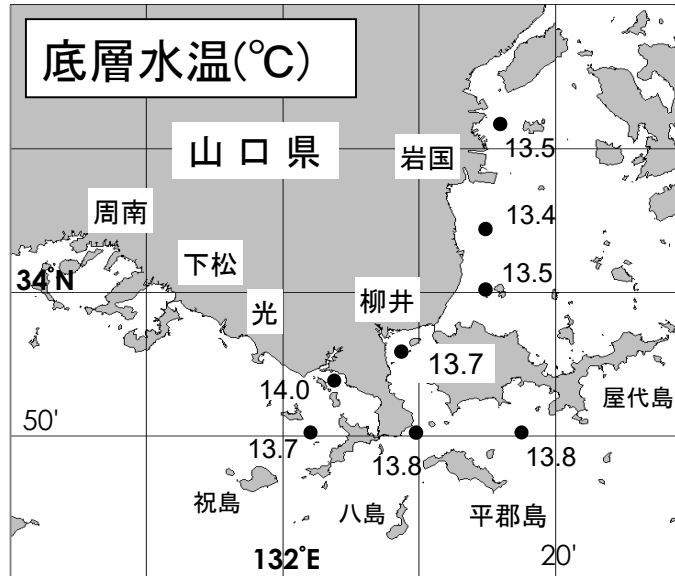 底層水温(℃)
山口県
岩国
13.5
周南
13.4
下松
34°N
13.5
光
柳井
13.7
14.0
屋代島
50'
13.7
13.8
13.8
祝島
八島
平郡島
132°E
20'